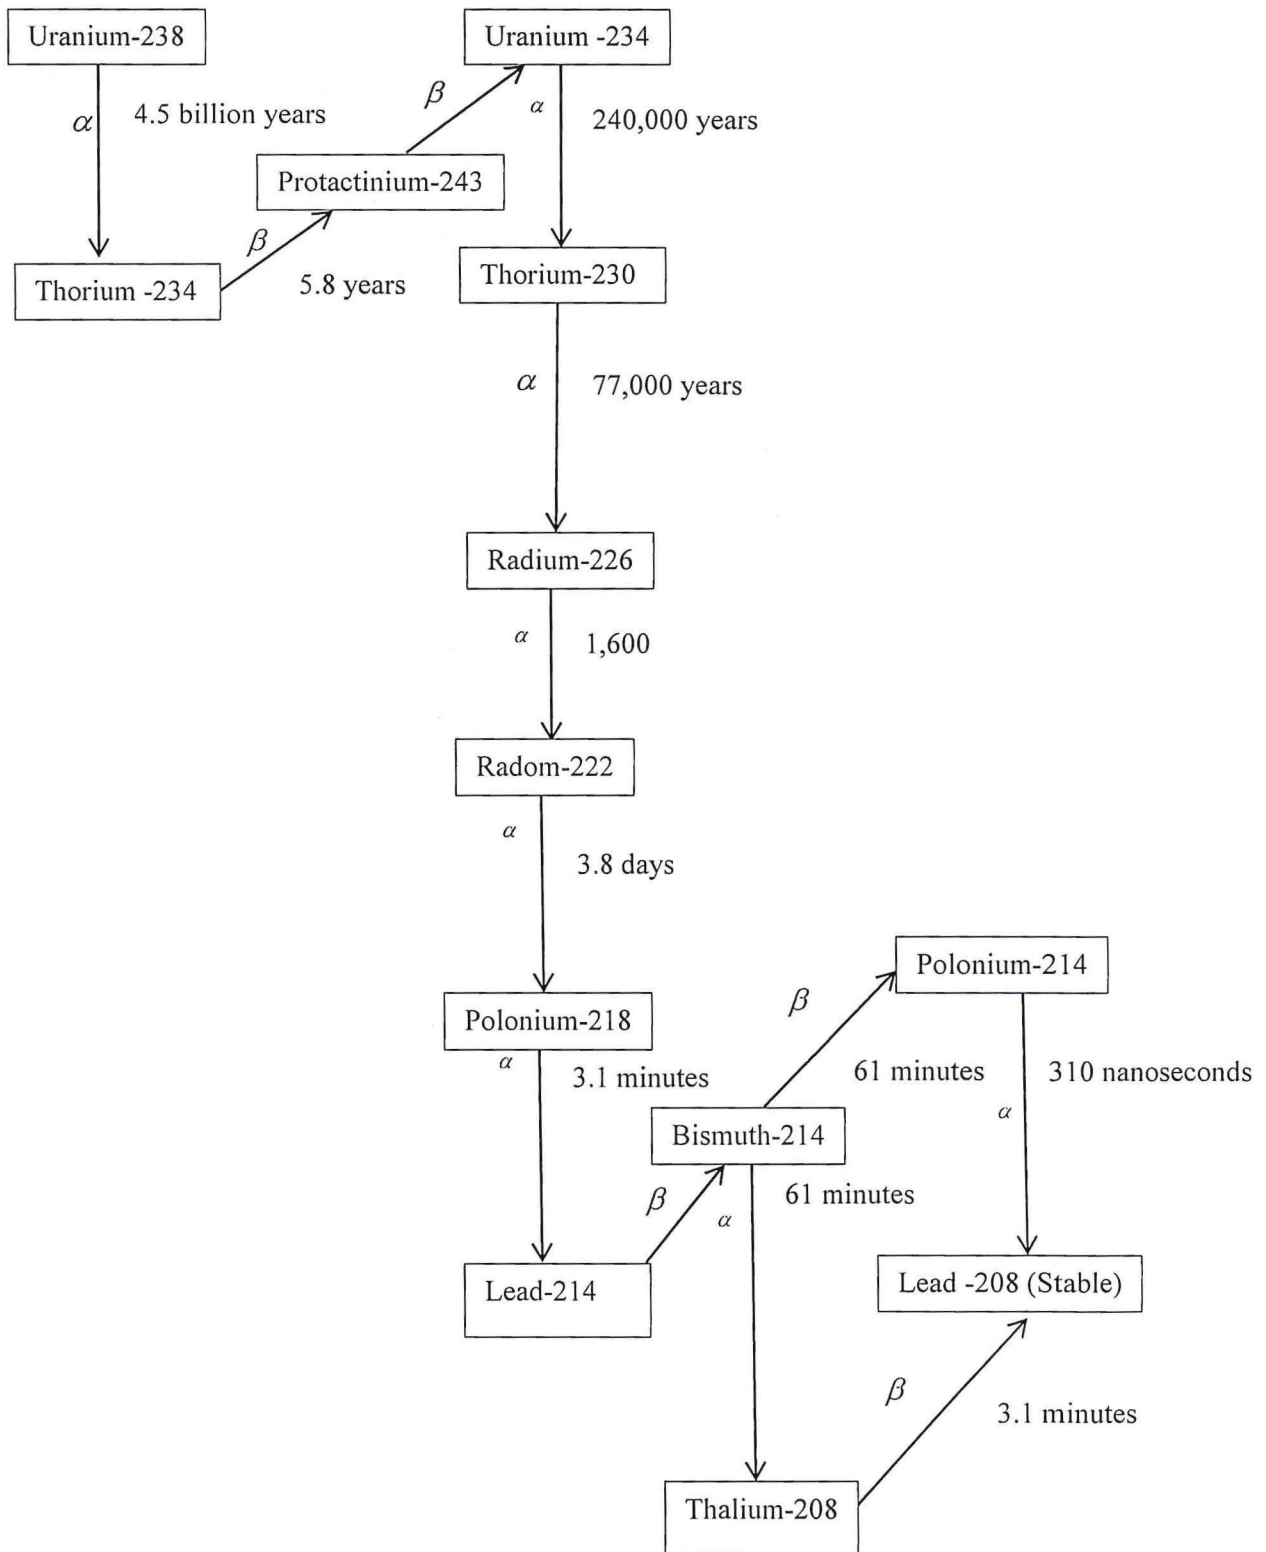 Uranium-238
Uranium -234
α
4.5 billion years
β
α
240,000 years
Protactinium-243
β
Thorium -234
5.8 years
Thorium-230
α
77,000 years
Radium-226
α
1,600
Radom-222
α
3.8 days
Polonium-214
Polonium-218
β
α
3.1 minutes
61 minutes
310 nanoseconds
α
Bismuth-214
β
α
61 minutes
Lead-214
Lead -208 (Stable)
β
3.1 minutes
Thalium-208